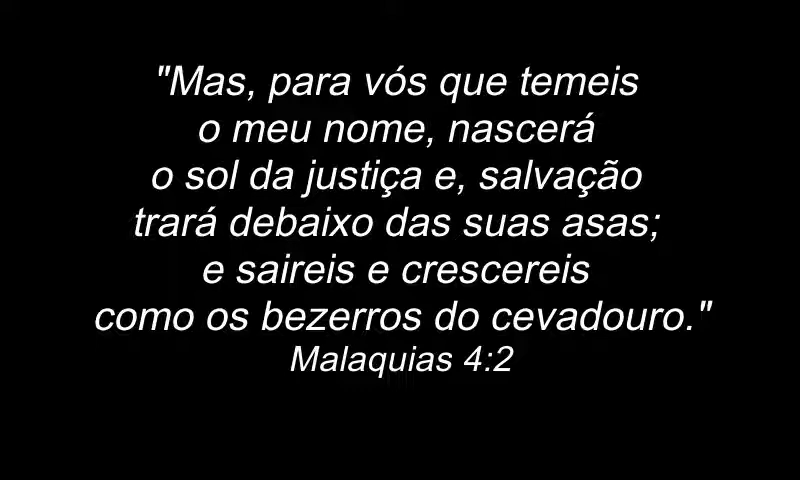 "Mas, para vós que temeis
o meu nome, nascerá
o sol da justiça e, salvação
trará debaixo das suas asas;
e saireis e crescereis
como os bezerros do cevadouro."
Malaquias 4:2